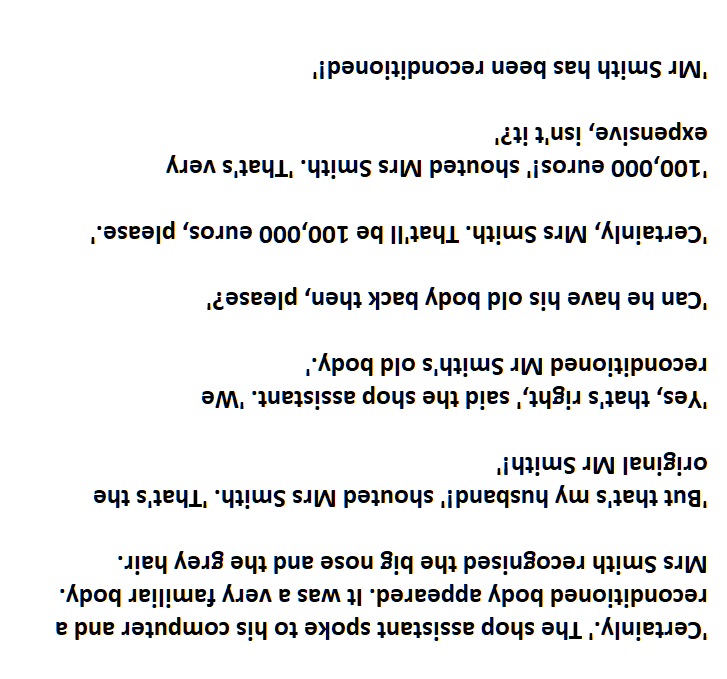 'Certainly.' The shop assistant spoke to his computer and a
reconditioned body appeared. It was a very familiar body.
Mrs Smith recognised the big nose and the grey hair.
'But that's my husband!' shouted Mrs Smith. 'That's the
original Mr Smith!'
'Yes, that's right,' said the shop assistant. 'We
reconditioned Mr Smith's old body.'
'Can he have his old body back then, please?'
'Certainly, Mrs Smith. That'll be 100,000 euros, please.'
'100,000 euros!' shouted Mrs Smith. 'That's very
expensive, isn't it?'
'Mr Smith has been reconditioned!'